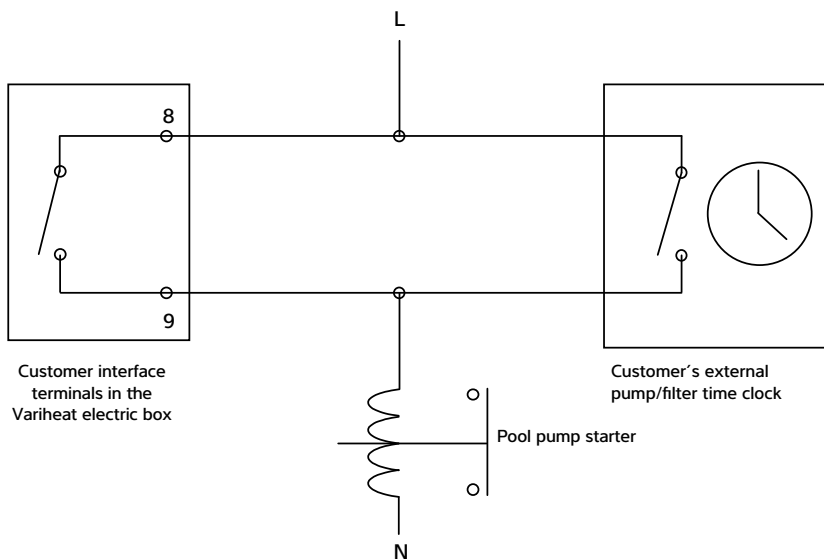 L
8
9
Customer interface
terminals in the
Variheat electric box
Customer´s external
pump/filter time clock
Pool pump starter
N